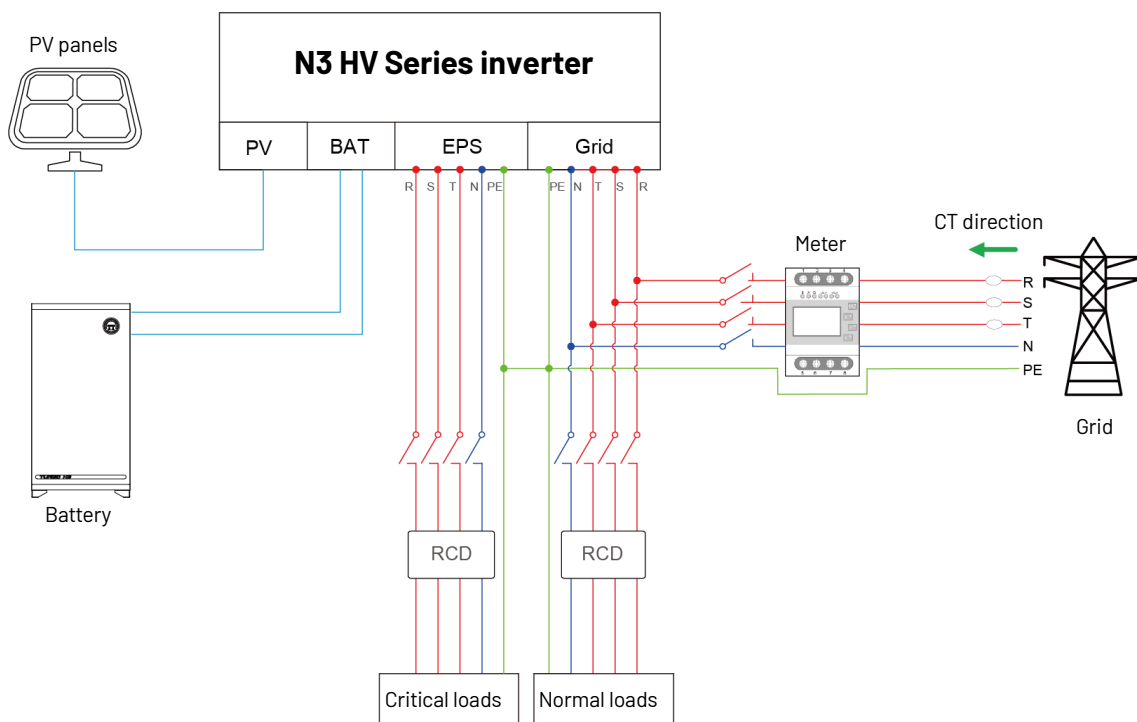 PV panels
N3 HV Series inverter
PV
BAT
EPS
Grid
R S T N PE
PE N T S R
Meter
CT direction
R
S
T
N
PE
Grid
Battery
RCD
RCD
Critical loads
Normal loads